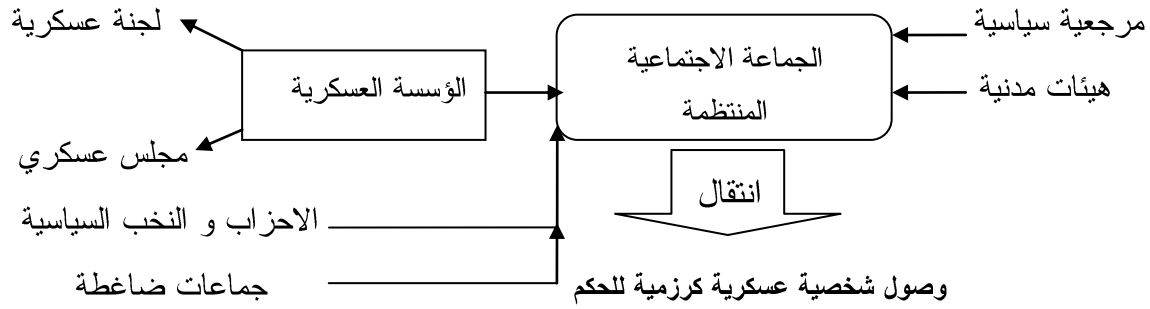 مرجعية سياسية
هيئات مدنية
الجماعة الاجتماعية
المنتظمة
الؤسسة العسكرية
لجنة عسكرية
مجلس عسكري
انتقال
الاحزاب و النخب السياسية
جماعات ضاغطة
وصول شخصية عسكرية كرزمية للحكم